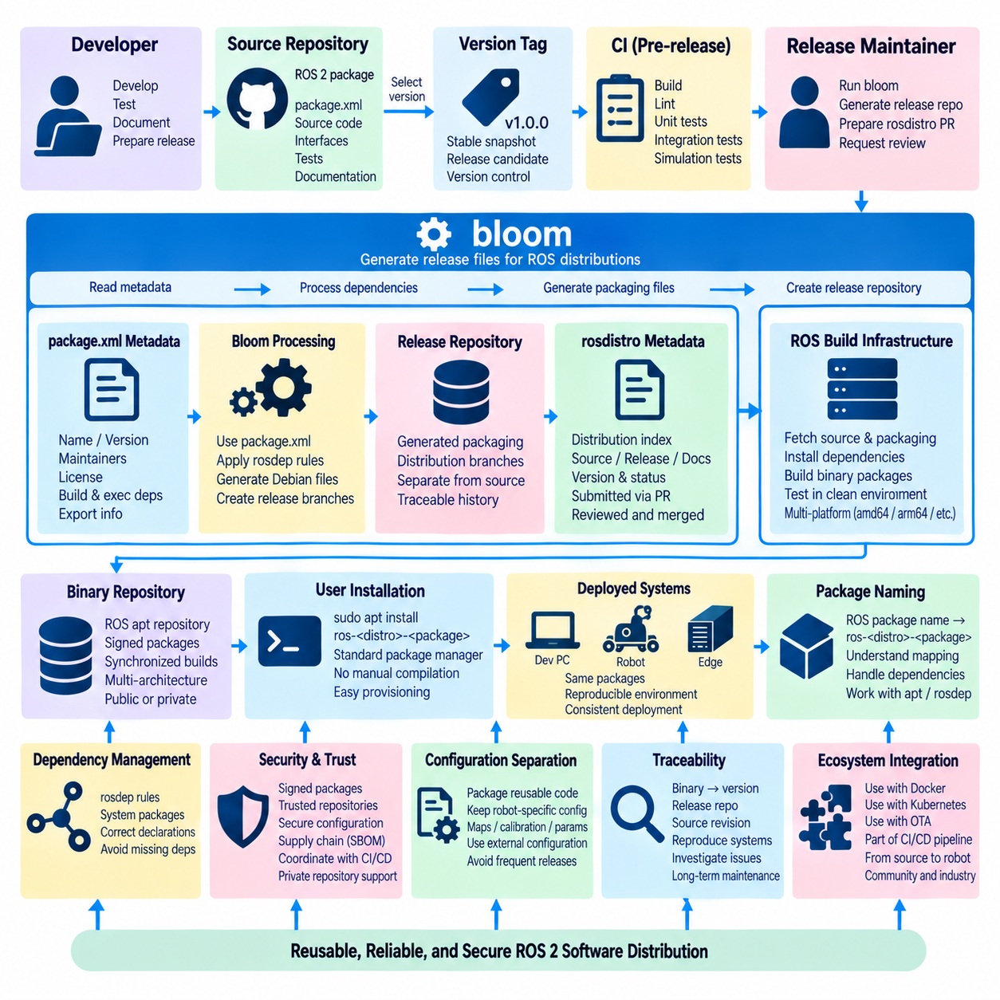 Developer
Develop
Test
Document
Prepare release
Source Repository
ROS 2 package
package.xml
Source code
Interfaces
Tests
Documentation
Select
version
Version Tag
v1.0.0
Stable snapshot
Release candidate
Version control
CI (Pre-release)
Build
Lint
Unit tests
Integration tests
Simulation tests
Release Maintainer
Run bloom
Generate release repo
Prepare rosdistro PR
Request review
bloom
Generate release files for ROS distributions
Read metadata
Process dependencies
Generate packaging files
Create release repository
package.xml Metadata
Name / Version
Maintainers
License
Build & exec deps
Export info
Bloom Processing
Use package.xml
Apply rosdep rules
Generate Debian files
Create release branches
Release Repository
Generated packaging
Distribution branches
Separate from source
Traceable history
rosdistro Metadata
Distribution index
Source / Release / Docs
Version & status
Submitted via PR
Reviewed and merged
ROS Build Infrastructure
Fetch source & packaging
Install dependencies
Build binary packages
Test in clean enviroment
Multi-platform (amd64 / arm64 / etc.)
Binary Repository
ROS apt repository
Signed packages
Synchronized builds
Multi-architecture
Public or private
User Installation
sudo apt install
ros-<distro>-<package>
Standard package manager
No manual compilation
Easy provisioning
Deployed Systems
Dev PC
Robot
Edge
Same packages
Reproducible environment
Consistent deployment
Package Naming
ROS package name →
ros-<distro>-<package>
Understand mapping
Handle dependencies
Work with apt / rosdep
Dependency Management
rosdep rules
System packages
Correct declarations
Avoid missing deps
Security & Trust
Signed packages
Trusted repositories
Secure configuration
Supply chain (SBOM)
Coordinate with CI/CD
Private repository support
Configuration Separation
Package reusable code
Keep robot-specific config
Maps / calibration / params
Use external configuration
Avoid frequent releases
Traceability
Binary → version
Release repo
Source revision
Reproduce systems
Investigate issues
Long-term maintenance
Ecosystem Integration
Use with Docker
Use with Kubernetes
Use with OTA
Part of CI/CD pipeline
From source to robot
Community and industry
Reusable, Reliable, and Secure ROS 2 Software Distribution